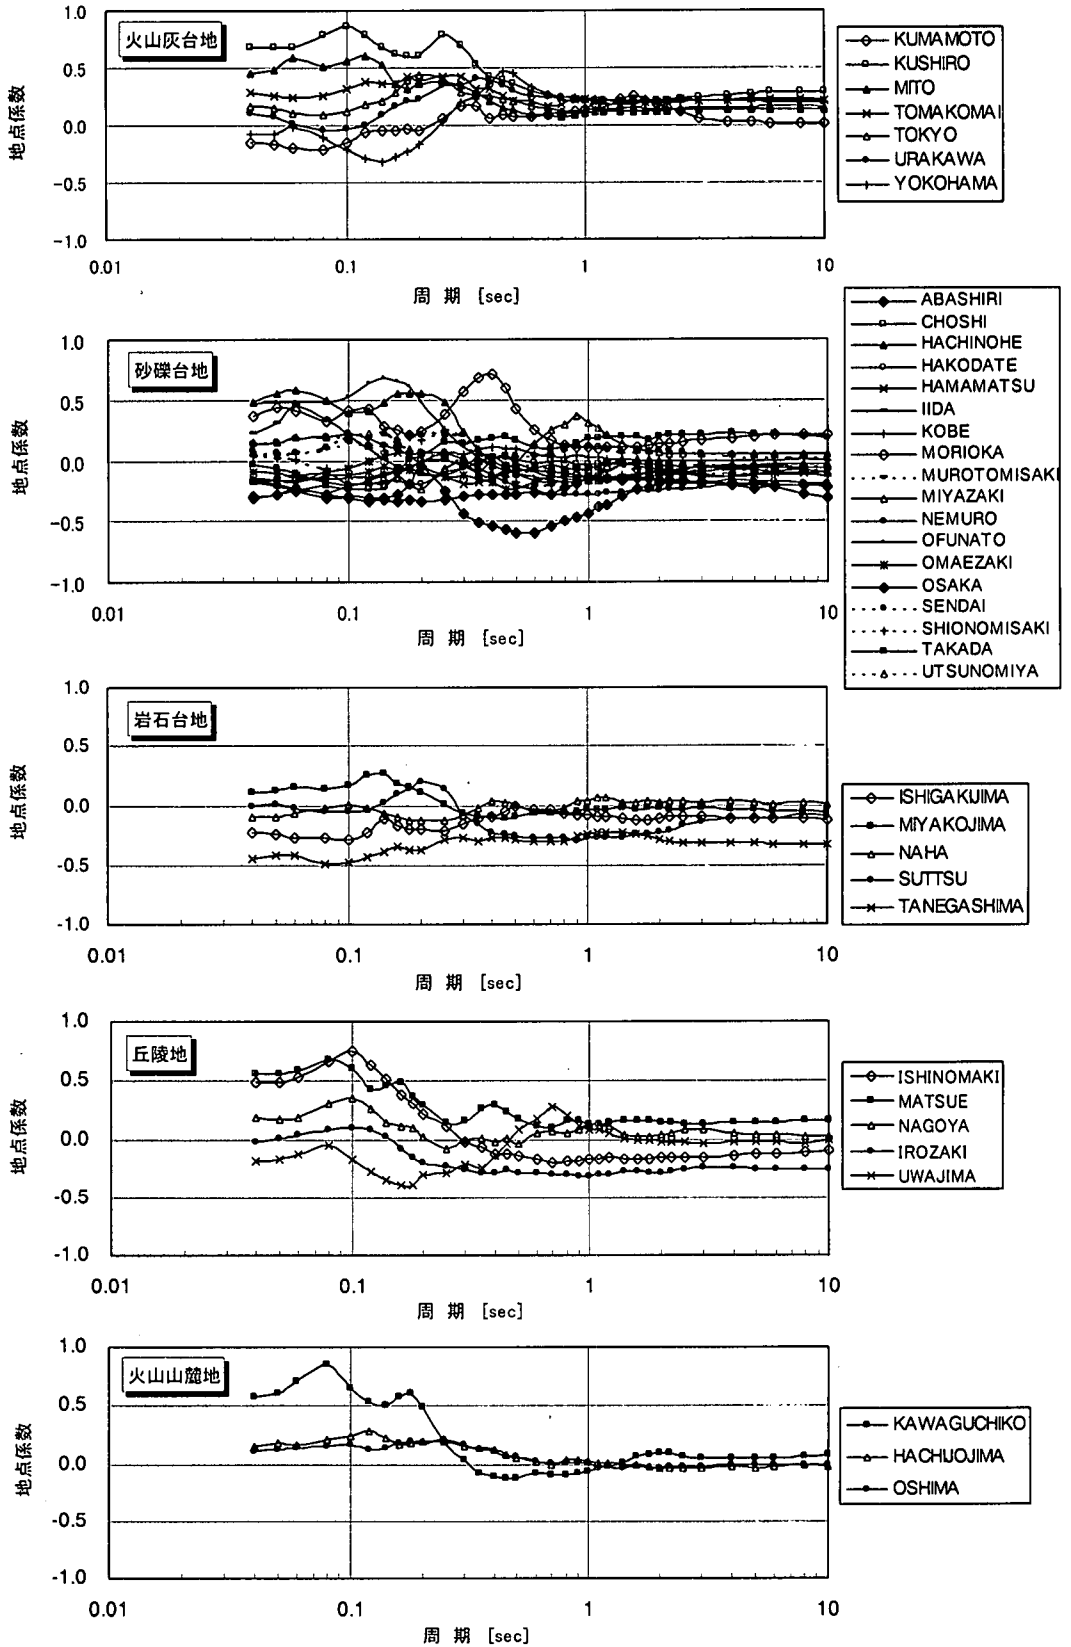 火山灰台地
1.0
0.5
0.0
-0.5
-1.0
地点係数
0.01 0.1 1 10
周 期 [sec]
KUMAMOTO
KUSHIRO
MITO
TOMAKOMAI
TOKYO
URAKAWA
YOKOHAMA
砂礫台地
1.0
0.5
0.0
-0.5
-1.0
地点係数
0.01 0.1 1 10
周 期 [sec]
ABASHIRI
CHOSHI
HACHINOHE
HAKODATE
HAMAMATSU
IIDA
KOBE
MORIOKA
MUROTOMISAKI
MIYAZAKI
NEMURO
OFUNATO
OMAEZAKI
OSAKA
SENDAI
SHIONOMISAKI
TAKADA
UTSUNOMIYA
岩石台地
1.0
0.5
0.0
-0.5
-1.0
地点係数
0.01 0.1 1 10
周 期 [sec]
ISHIGAKIJIMA
MIYAKOJIMA
NAHA
SUTTSU
TANEGASHIMA
丘陵地
1.0
0.5
0.0
-0.5
-1.0
地点係数
0.01 0.1 1 10
周 期 [sec]
ISHINOMAKI
MATSUE
NAGOYA
IROZAKI
UWAJIMA
火山山麓地
1.0
0.5
0.0
-0.5
-1.0
地点係数
0.01 0.1 1 10
周 期 [sec]
KAWAGUCHIKO
HACHIJOJIMA
OSHIMA